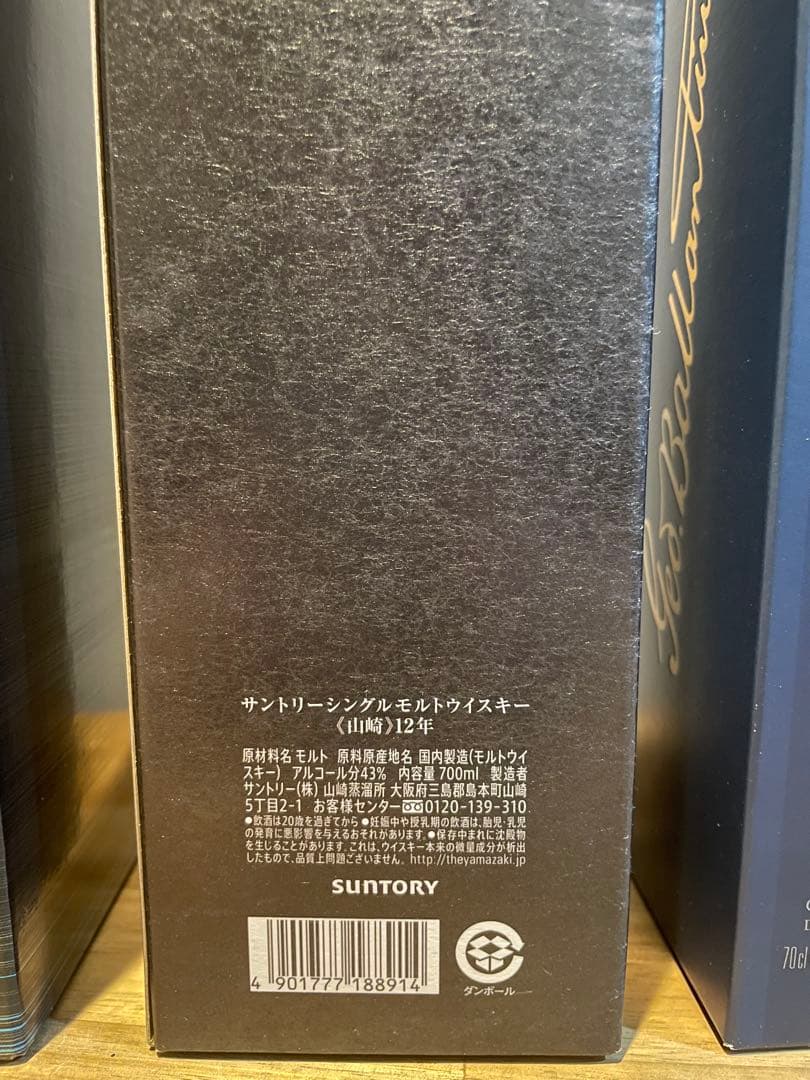 サントリーシングルモルトウイスキー
《山崎》12年
原材料名 モルト 原料原産地名 国内製造(モルトウイ
スキー) アルコール分43% 内容量 700ml 製造者
サントリー(株) 山崎蒸溜所 大阪府三島郡島本町山崎
5丁目2-1 お客様センター 0120-139-310
●飲酒は20歳を過ぎてから ●妊娠中や授乳期の飲酒は、胎児・乳児
の発育に悪影響を与えるおそれがあります。●保存中まれに沈殿物
を生じることがあります。これは、ウイスキー本来の微量成分が析出
したもので、品質上問題ございません。 http://theyamazaki.jp
SUNTORY
4 901777 188914
ダンボール
Geo. Ballantine
70cl